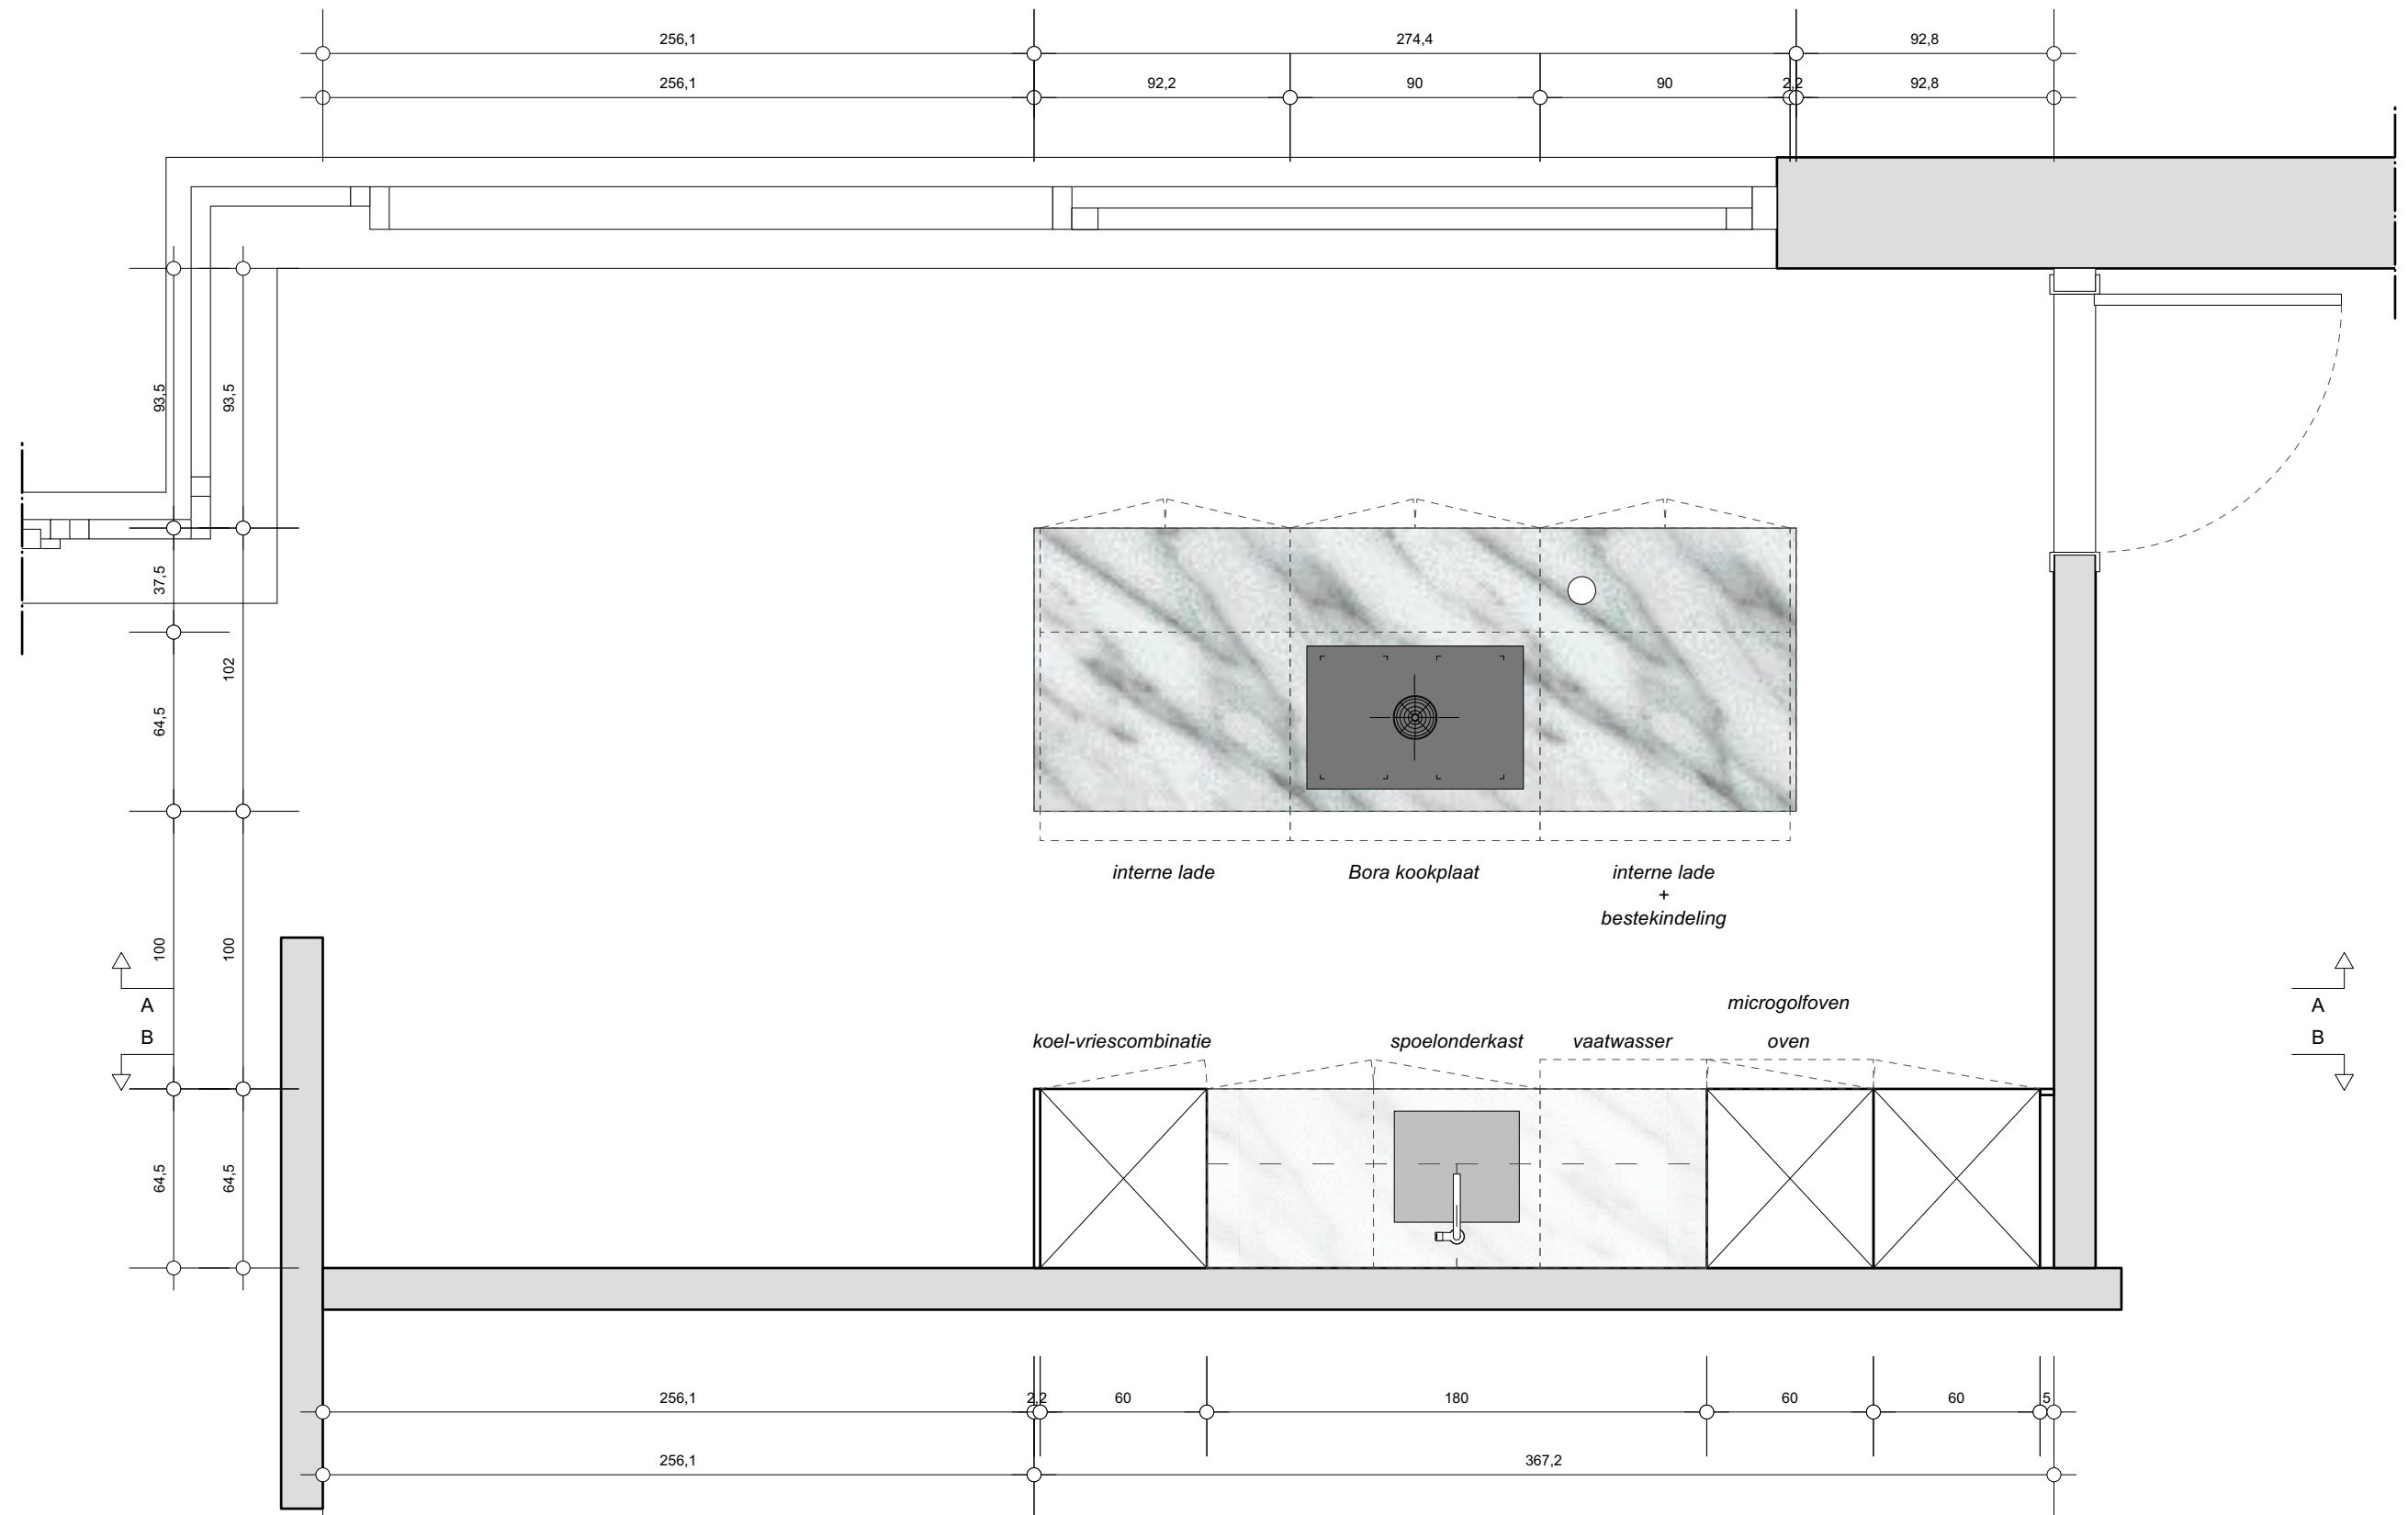 256,1 274,4 92,8
256,1 92,2 90 90 2,2 92,8
93,5 93,5
37,5
102
64,5
interne lade Bora kookplaat interne lade
+
bestekindeling
100 100
A A
B B
microgolfoven
koel-vriescombinatie spoelonderkast vaatwasser oven
64,5 64,5
256,1 2,2 60 180 60 60 5
256,1 367,2